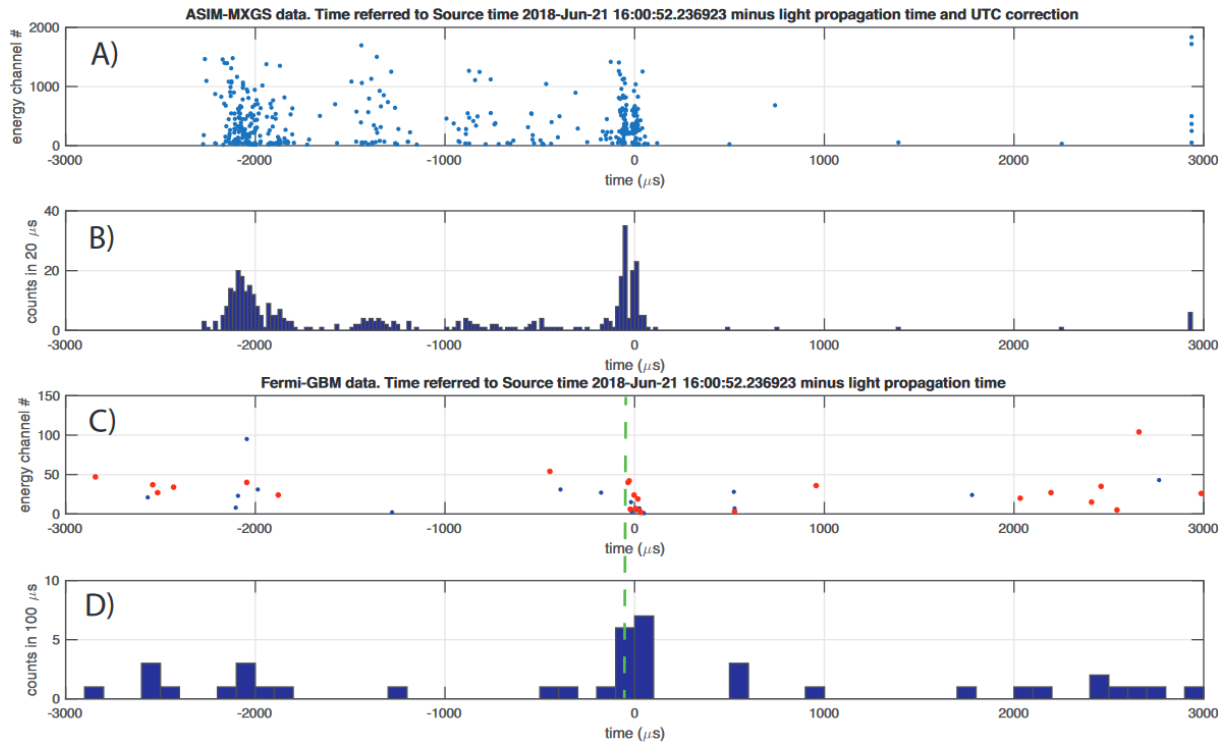 ASIM-MXGS data. Time referred to Source time 2018-Jun-21 16:00:52.236923 minus light propagation time and UTC correction
A)
energy channel #
2000
1000
0
-3000 -2000 -1000 0 1000 2000 3000
time (μs)
B)
counts in 20 μs
40
20
0
-3000 -2000 -1000 0 1000 2000 3000
time (μs)
Fermi-GBM data. Time referred to Source time 2018-Jun-21 16:00:52.236923 minus light propagation time
C)
energy channel #
150
100
50
0
-3000 -2000 -1000 0 1000 2000 3000
time (μs)
D)
counts in 100 μs
10
5
0
-3000 -2000 -1000 0 1000 2000 3000
time (μs)